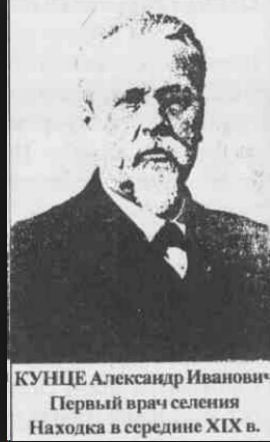 КУНЦЕ Александр Иванович
Первый врач селения
Находка в середине XIX в.